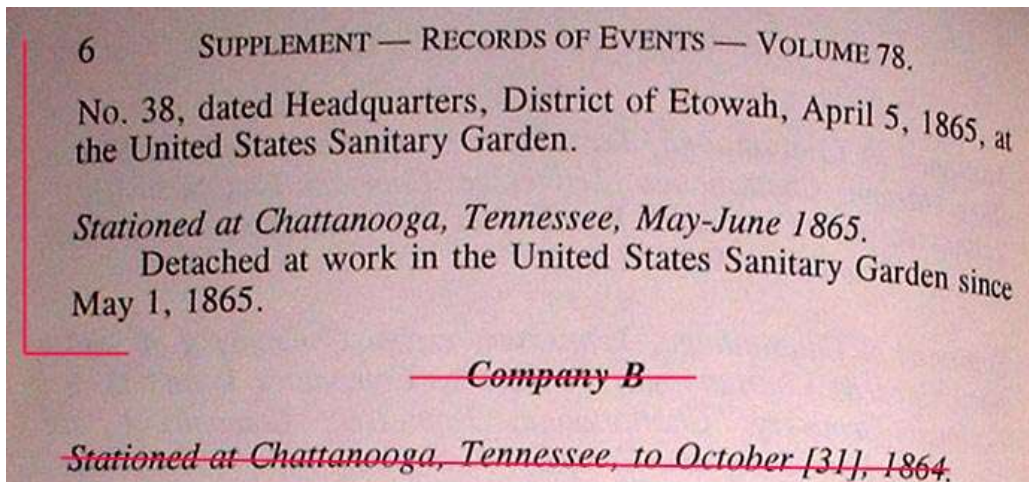 6 SUPPLEMENT — RECORDS OF EVENTS — VOLUME 78.
No. 38, dated Headquarters, District of Etowah, April 5, 1865, at
the United States Sanitary Garden.
Stationed at Chattanooga, Tennessee, May-June 1865.
Detached at work in the United States Sanitary Garden since
May 1, 1865.
Company B
Stationed at Chattanooga, Tennessee, to October [31], 1864.